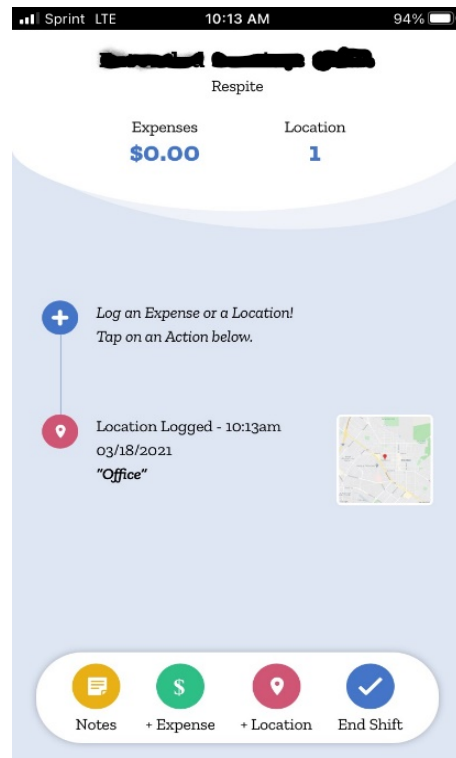 Sprint LTE 10:13 AM 94%
Respite
Expenses Location
$0.00 1
Log an Expense or a Location!
Tap on an Action below.
Location Logged - 10:13am
03/18/2021
"Office"
$
Notes + Expense + Location End Shift